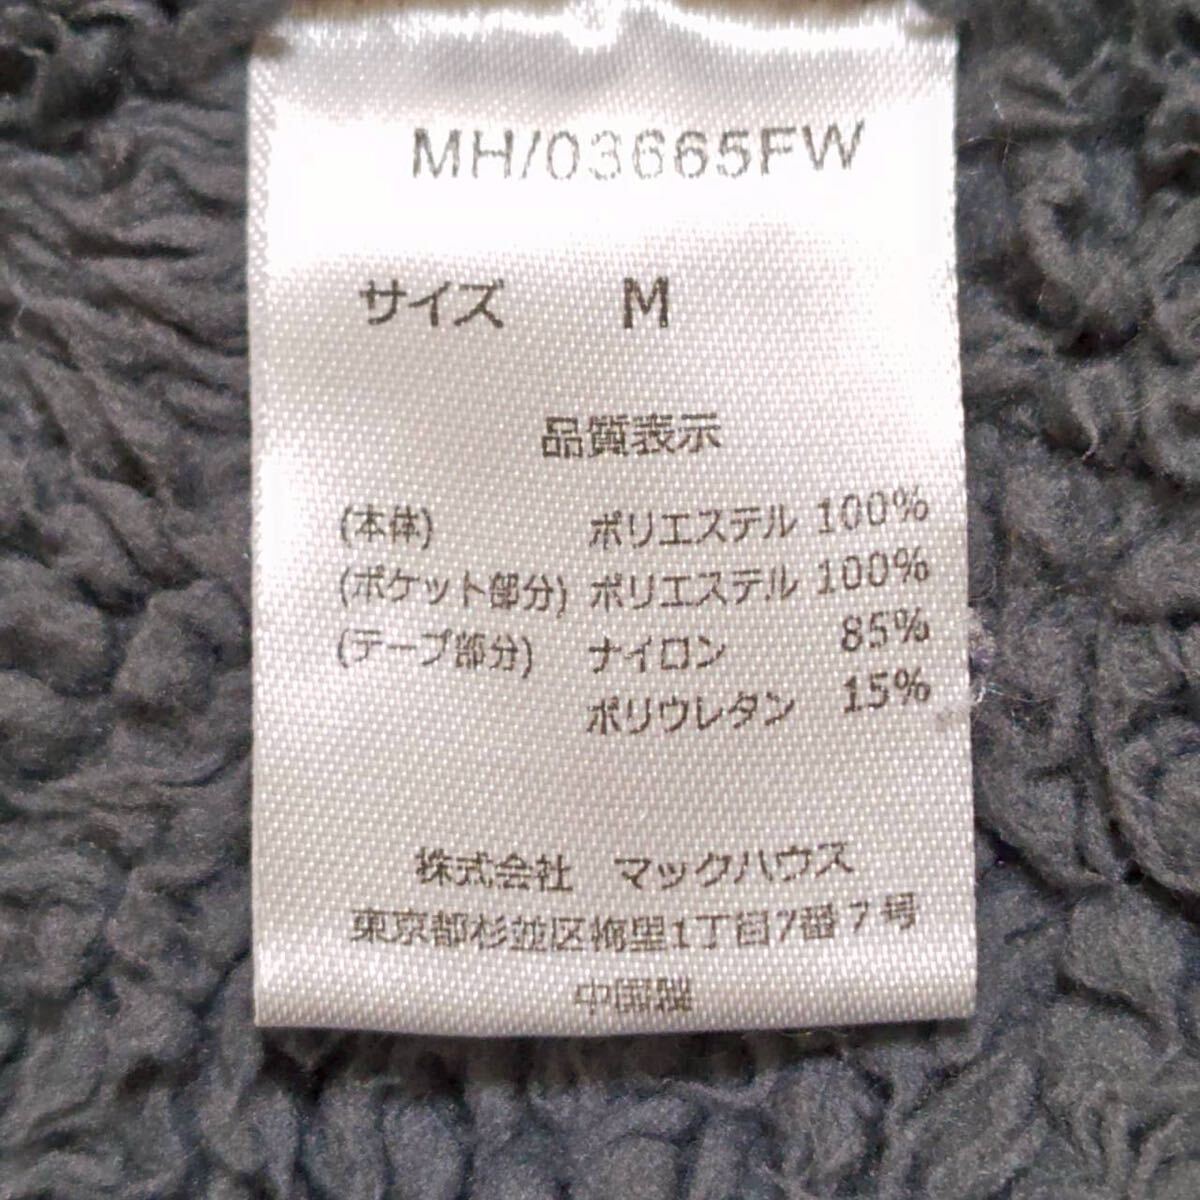 MH/03665FW
サイズ M
品質表示
(本体) ポリエステル 100%
(ポケット部分) ポリエステル 100%
(テープ部分) ナイロン 85%
ポリウレタン 15%
株式会社 マックハウス
東京都杉並区梅里1丁目7番7号
中国製